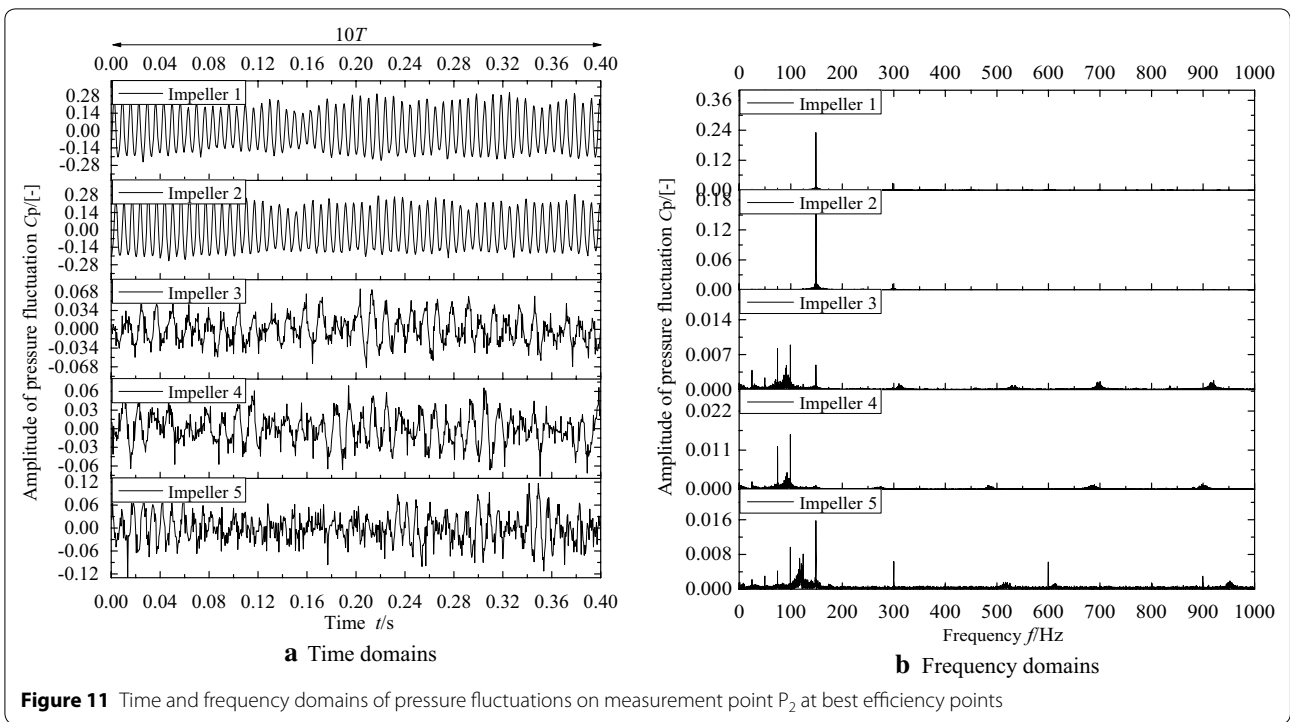 10T
0.00 0.04 0.08 0.12 0.16 0.20 0.24 0.28 0.32 0.36 0.40
Amplitude of pressure fluctuation Cp/[-]
Impeller 1
0.28
0.14
0.00
-0.14
-0.28
Impeller 2
0.28
0.14
0.00
-0.14
-0.28
Impeller 3
0.068
0.034
0.000
-0.034
-0.068
Impeller 4
0.06
0.03
0.00
-0.03
-0.06
Impeller 5
0.12
0.06
0.00
-0.06
-0.12
0.00 0.04 0.08 0.12 0.16 0.20 0.24 0.28 0.32 0.36 0.40
Time t/s
a Time domains
0 100 200 300 400 500 600 700 800 900 1000
Amplitude of pressure fluctuation Cp/[-]
Impeller 1
0.36
0.24
0.12
0.00
Impeller 2
0.18
0.12
0.06
0.00
Impeller 3
0.014
0.007
0.000
Impeller 4
0.022
0.011
0.000
Impeller 5
0.016
0.008
0.000
0 100 200 300 400 500 600 700 800 900 1000
Frequency f/Hz
b Frequency domains
Figure 11 Time and frequency domains of pressure fluctuations on measurement point P₂ at best efficiency points